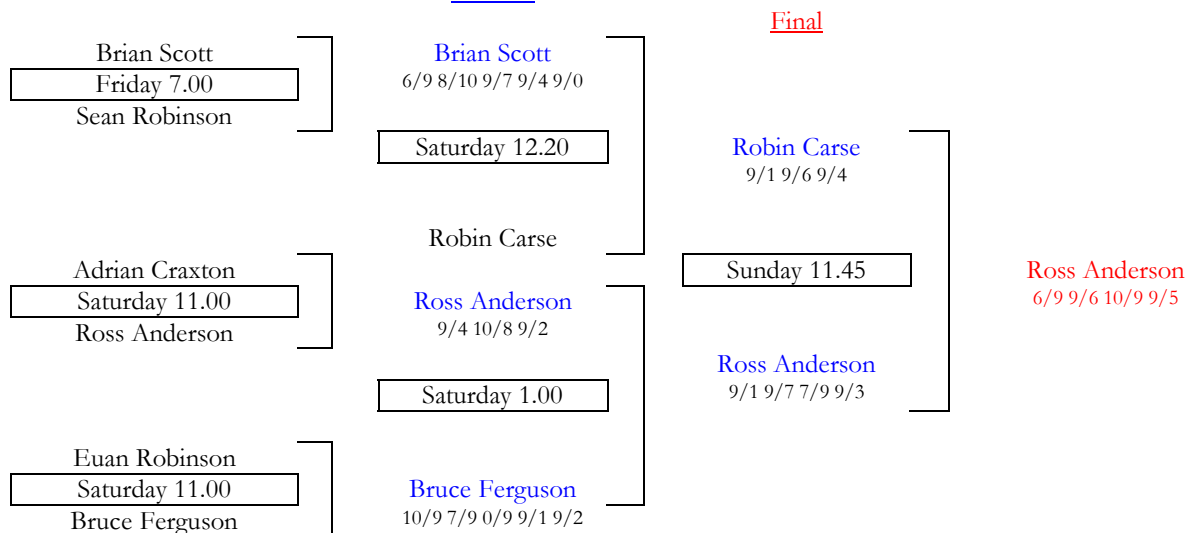 Final
Brian Scott
Friday 7.00
Sean Robinson
Brian Scott
6/9 8/10 9/7 9/4 9/0
Saturday 12.20
Robin Carse
9/1 9/6 9/4
Robin Carse
Adrian Craxton
Saturday 11.00
Ross Anderson
Ross Anderson
9/4 10/8 9/2
Sunday 11.45
Ross Anderson
6/9 9/6 10/9 9/5
Saturday 1.00
Ross Anderson
9/1 9/7 7/9 9/3
Euan Robinson
Saturday 11.00
Bruce Ferguson
Bruce Ferguson
10/9 7/9 0/9 9/1 9/2